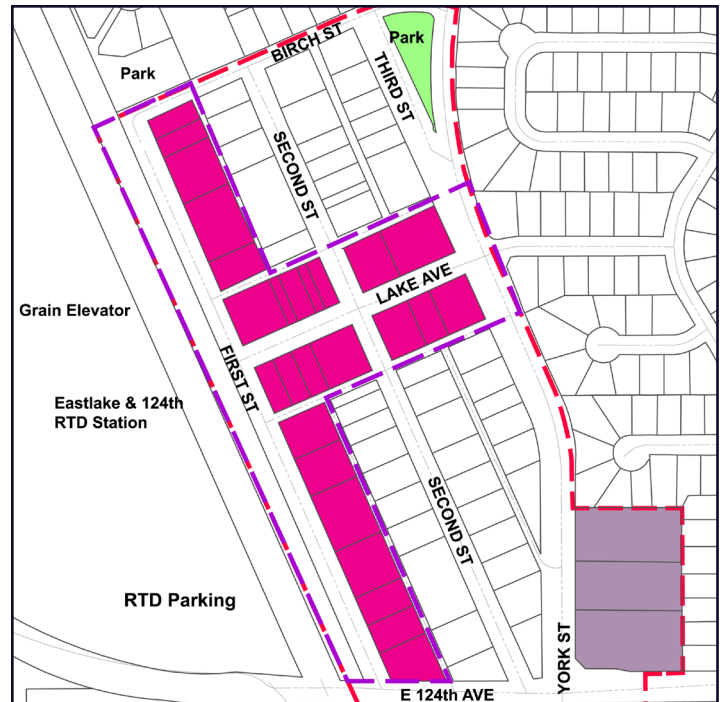 BIRCH ST
Park
Park
THIRD ST
SECOND ST
LAKE AVE
Grain Elevator
FIRST ST
Eastlake & 124th
RTD Station
SECOND ST
RTD Parking
YORK ST
E 124th AVE